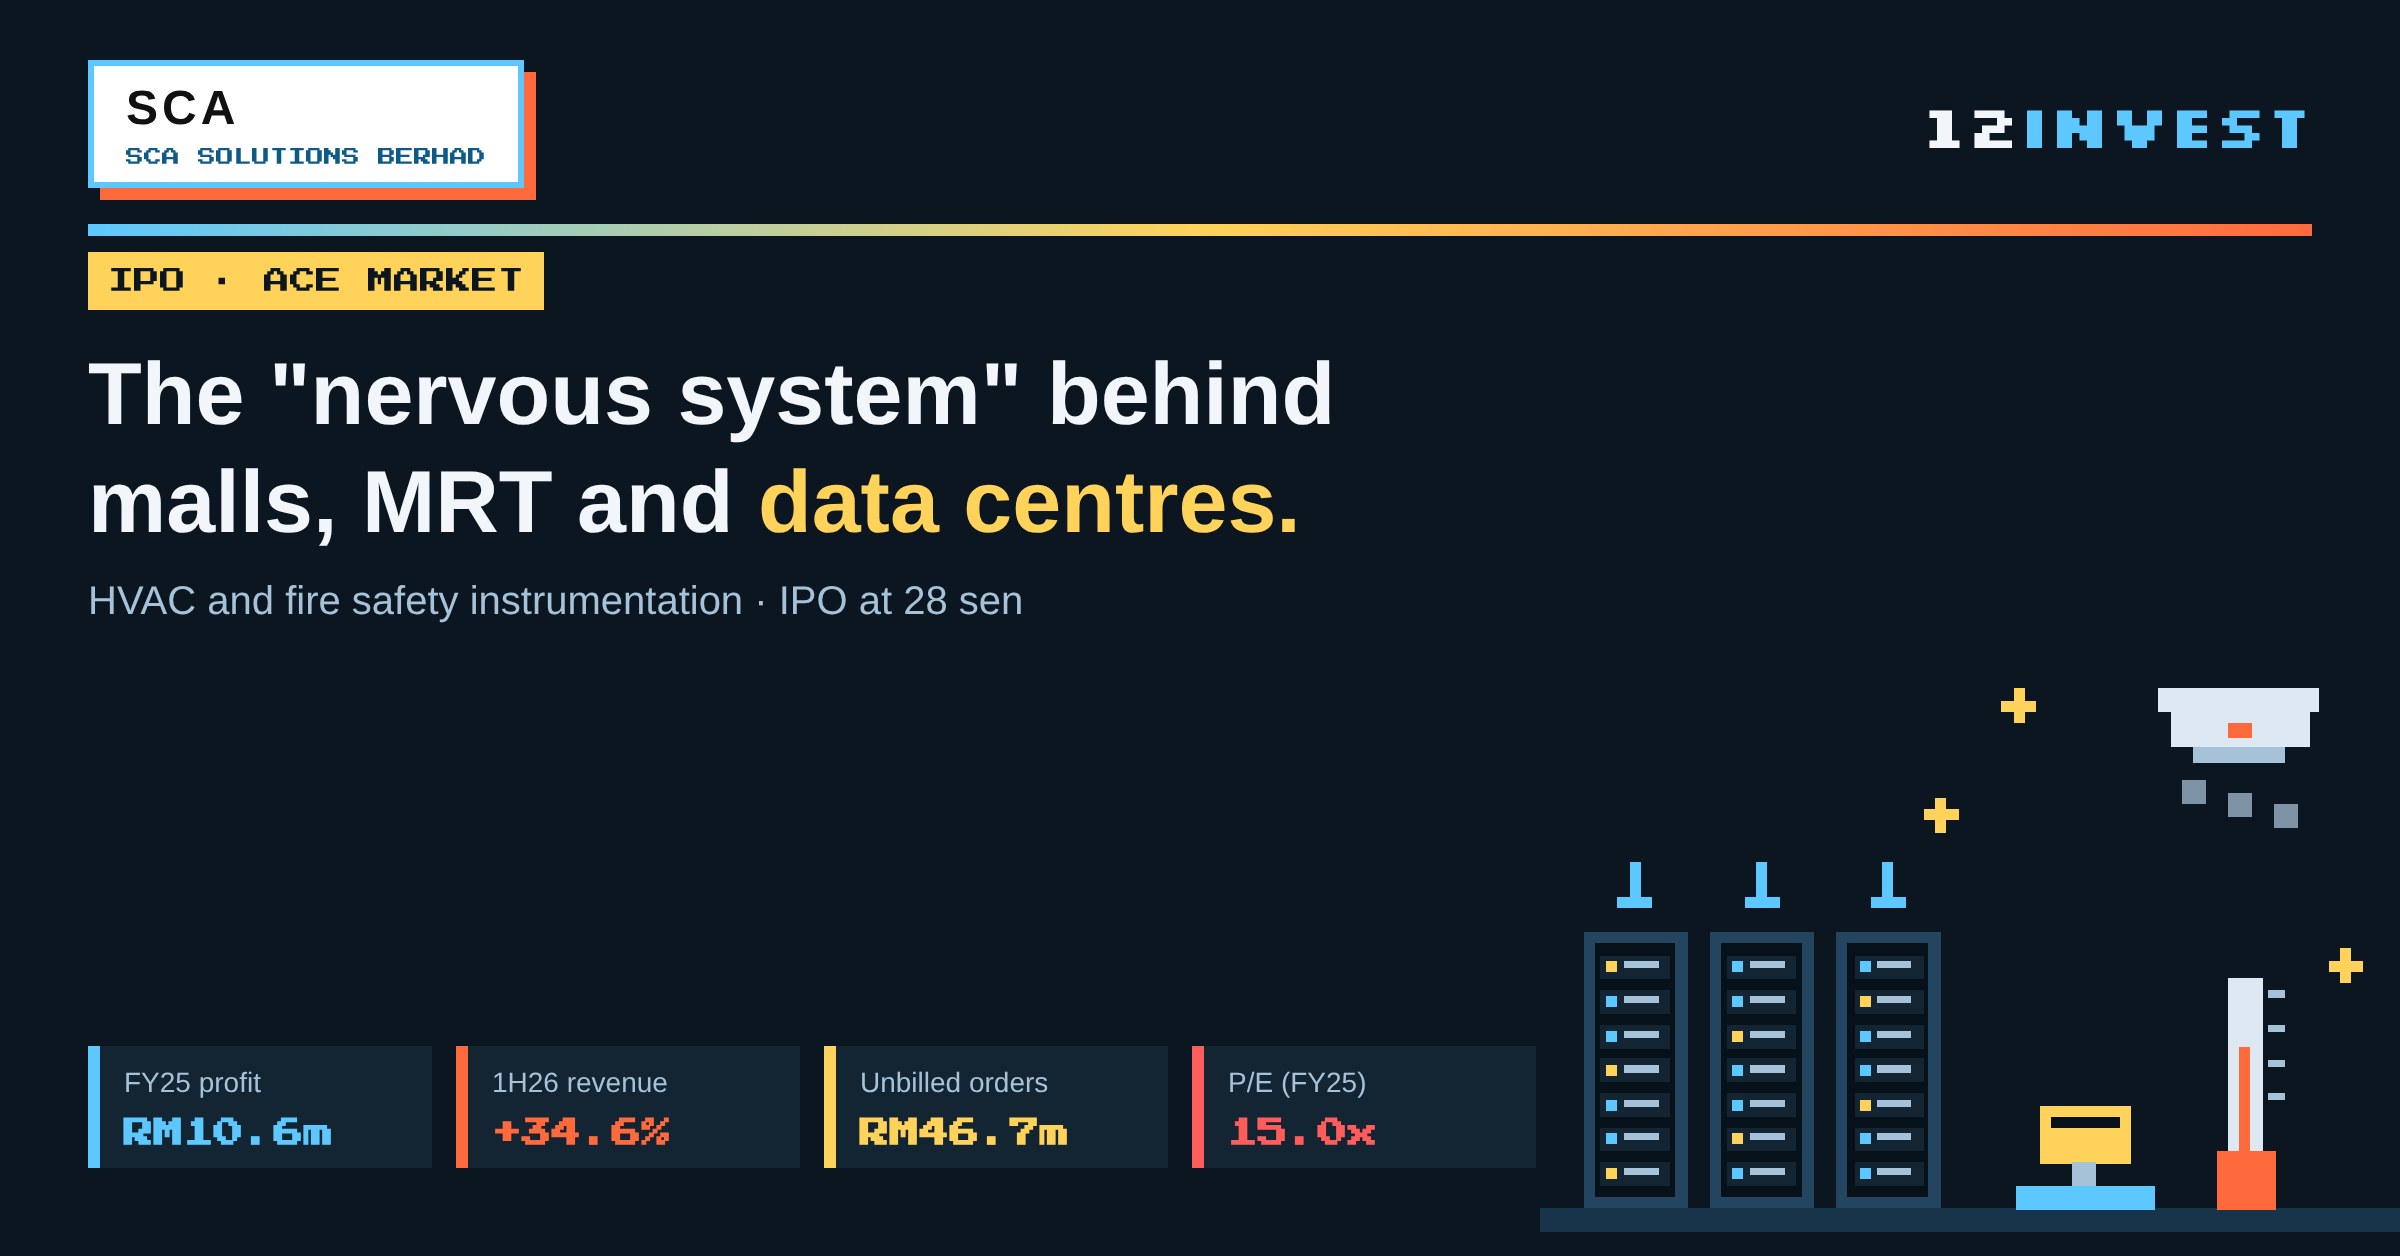 SCA
SCA SOLUTIONS BERHAD
12INVEST
IPO · ACE MARKET
The "nervous system" behind
malls, MRT and data centres.
HVAC and fire safety instrumentation · IPO at 28 sen
FY25 profit
RM10.6m
1H26 revenue
+34.6%
Unbilled orders
RM46.7m
P/E (FY25)
15.0x